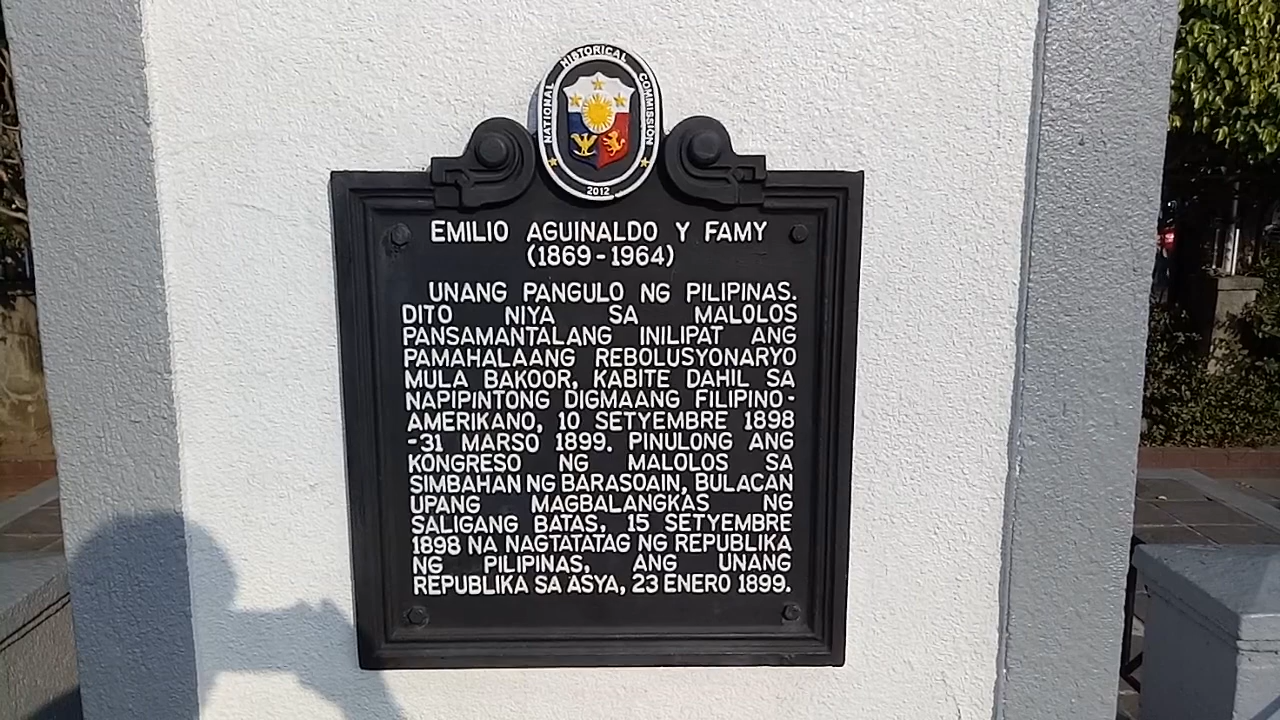 NATIONAL HISTORICAL COMMISSION
2012
EMILIO AGUINALDO Y FAMY
(1869-1964)
UNANG PANGULO NG PILIPINAS.
DITO NIYA SA MALOLOS
PANSAMANTALANG INILIPAT ANG
PAMAHALAANG REBOLUSYONARYO
MULA BAKOOR, KABITE DAHIL SA
NAPIPINTONG DIGMAANG FILIPINO-
AMERIKANO, 10 SETYEMBRE 1898
-31 MARSO 1899. PINULONG ANG
KONGRESO NG MALOLOS SA
SIMBAHAN NG BARASOAIN, BULACAN
UPANG MAGBALANGKAS NG
SALIGANG BATAS, 15 SETYEMBRE
1898 NA NAGTATATAG NG REPUBLIKA
NG PILIPINAS, ANG UNANG
REPUBLIKA SA ASYA, 23 ENERO 1899.